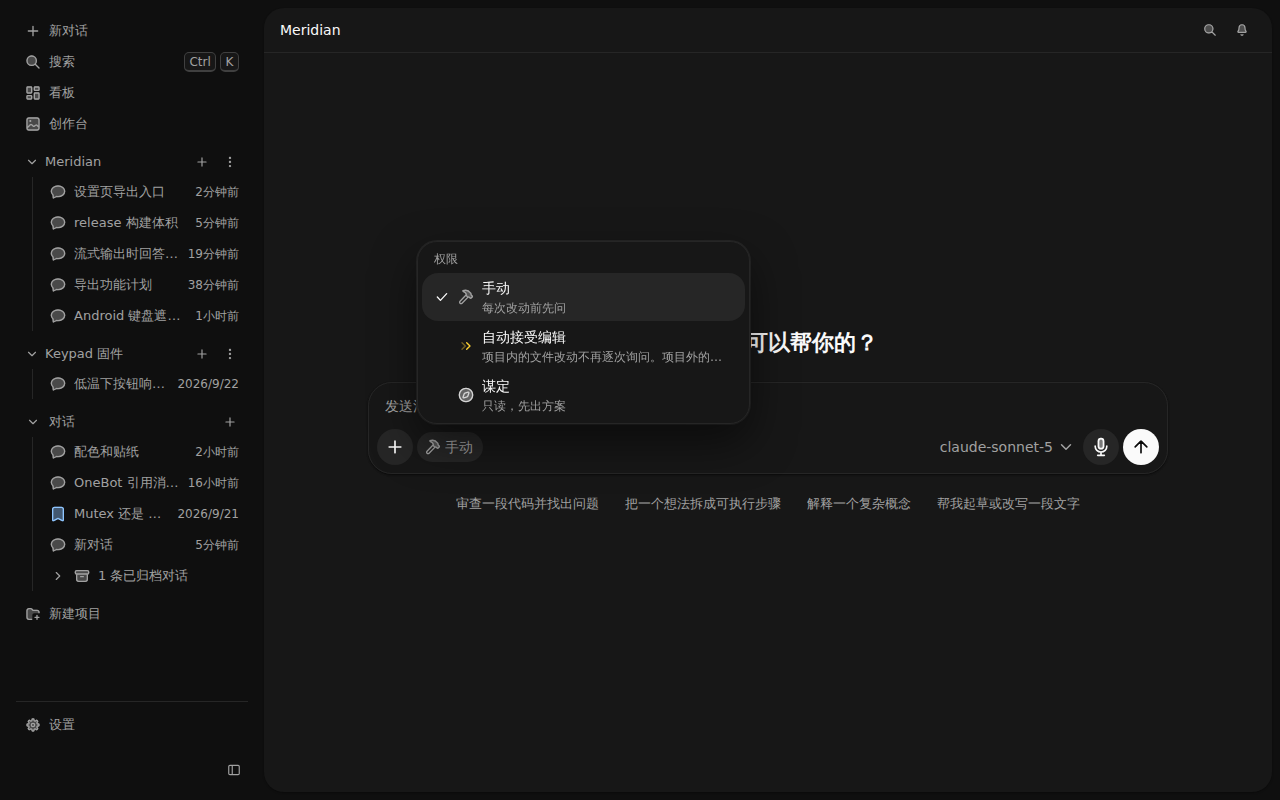 新对话
搜索 Ctrl K
看板
创作台
Meridian
设置页导出入口 2分钟前
release 构建体积 5分钟前
流式输出时回答… 19分钟前
导出功能计划 38分钟前
Android 键盘遮… 1小时前
Keypad 固件
低温下按钮响… 2026/9/22
对话
配色和贴纸 2小时前
OneBot 引用消… 16小时前
Mutex 还是 … 2026/9/21
新对话 5分钟前
1 条已归档对话
新建项目
设置
Meridian
权限
手动
每次改动前先问
自动接受编辑
项目内的文件改动不再逐次询问。项目外的…
谋定
只读，先出方案
可以帮你的？
发送
手动
claude-sonnet-5
审查一段代码并找出问题 把一个想法拆成可执行步骤 解释一个复杂概念 帮我起草或改写一段文字